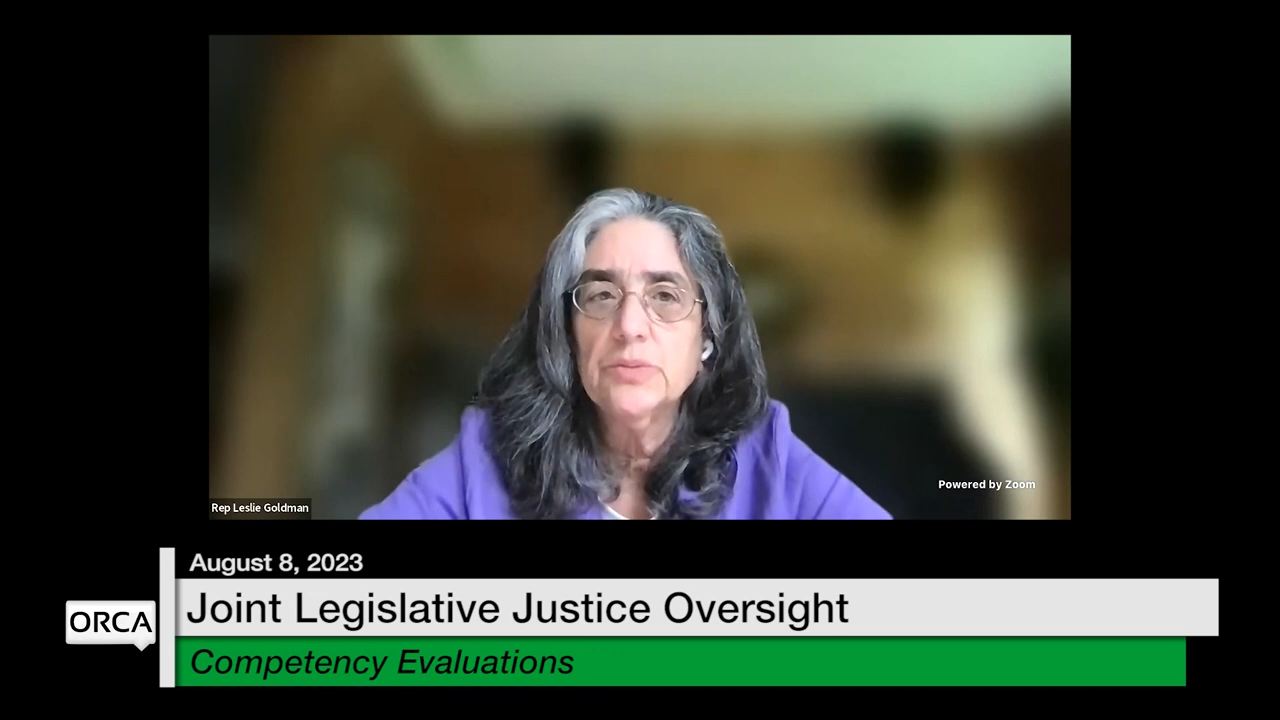 Powered by Zoom
Rep Leslie Goldman
August 8, 2023
ORCA
Joint Legislative Justice Oversight
Competency Evaluations